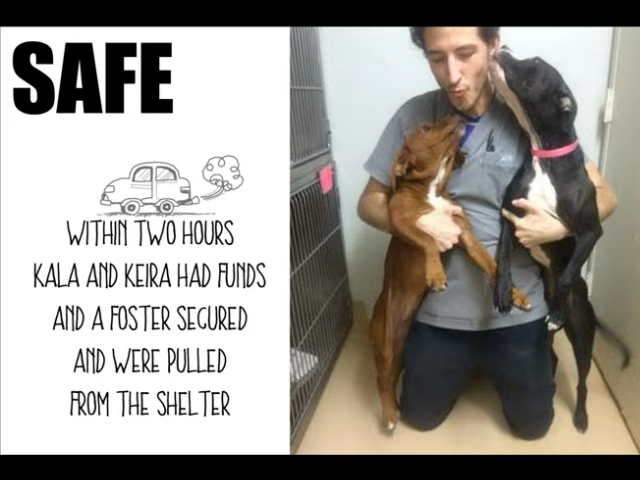 SAFE
WITHIN TWO HOURS
KALA AND KEIRA HAD FUNDS
AND A FOSTER SECURED
AND WERE PULLED
FROM THE SHELTER